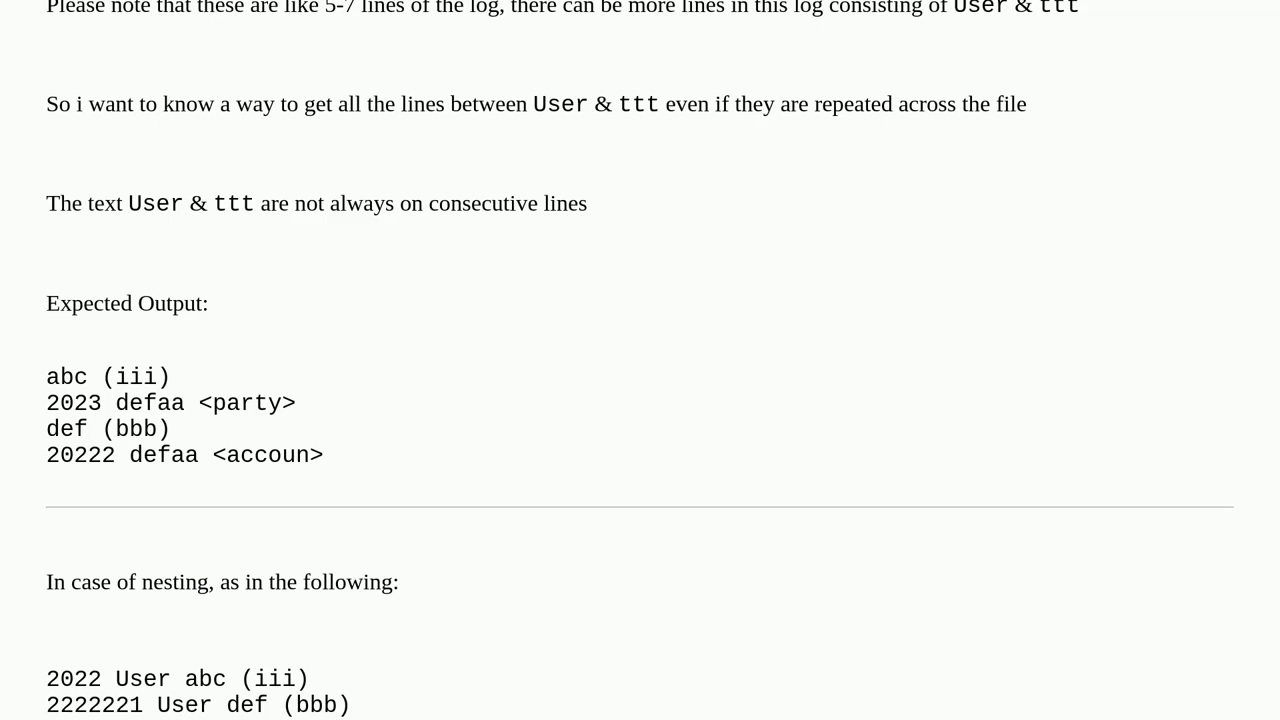 Please note that these are like 5-7 lines of the log, there can be more lines in this log consisting of User & ttt
So i want to know a way to get all the lines between User & ttt even if they are repeated across the file
The text User & ttt are not always on consecutive lines
Expected Output:
abc (iii)
2023 defaa <party>
def (bbb)
20222 defaa <accoun>
In case of nesting, as in the following:
2022 User abc (iii)
2222221 User def (bbb)